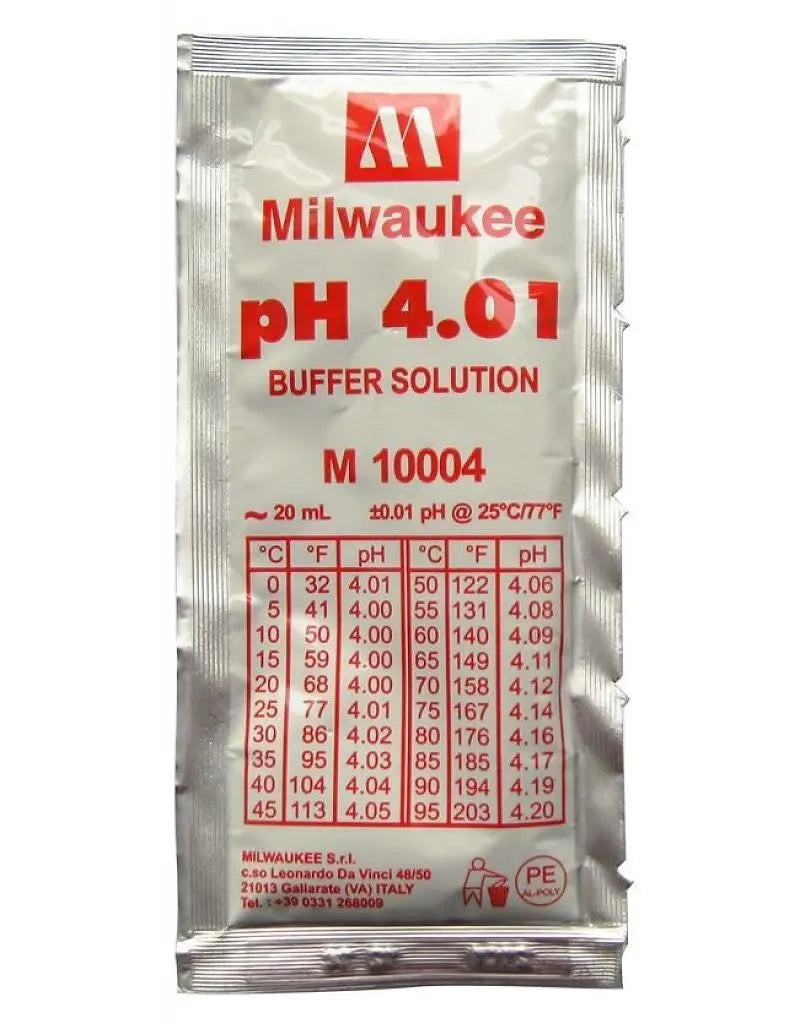 M
Milwaukee
pH 4.01
BUFFER SOLUTION
M 10004
~ 20 mL ±0.01 pH @ 25°C/77°F
°C °F pH °C °F pH
0 32 4.01 50 122 4.06
5 41 4.00 55 131 4.08
10 50 4.00 60 140 4.09
15 59 4.00 65 149 4.11
20 68 4.00 70 158 4.12
25 77 4.01 75 167 4.14
30 86 4.02 80 176 4.16
35 95 4.03 85 185 4.17
40 104 4.04 90 194 4.19
45 113 4.05 95 203 4.20
MILWAUKEE S.r.l.
c.so Leonardo Da Vinci 48/50
21013 Gallarate (VA) ITALY
Tel. : +39 0331 268009
PE
AL-POLY